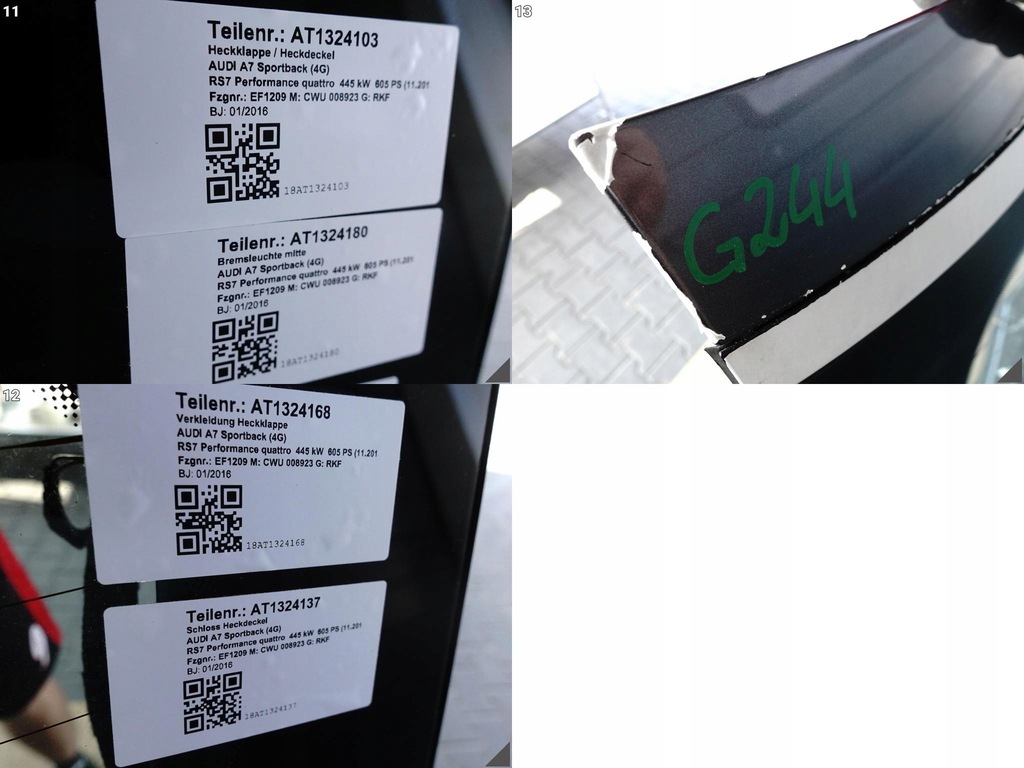 11
Teilenr.: AT1324103
Heckklappe / Heckdeckel
AUDI A7 Sportback (4G)
RS7 Performance quattro 445 kW 605 PS (11.201
Fzgnr.: EF1209 M: CWU 008923 G: RKF
BJ: 01/2016
18AT1324103
Teilenr.: AT1324180
Bremsleuchte mitte
AUDI A7 Sportback (4G)
RS7 Performance quattro 445 kW 605 PS (11.201
Fzgnr.: EF1209 M: CWU 008923 G: RKF
BJ: 01/2016
18AT1324180
13
G244
12
Teilenr.: AT1324168
Verkleidung Heckklappe
AUDI A7 Sportback (4G)
RS7 Performance quattro 445 kW 605 PS (11.201
Fzgnr.: EF1209 M: CWU 008923 G: RKF
BJ: 01/2016
18AT1324168
Teilenr.: AT1324137
Schloss Heckdeckel
AUDI A7 Sportback (4G)
RS7 Performance quattro 445 kW 605 PS (11.201
Fzgnr.: EF1209 M: CWU 008923 G: RKF
BJ: 01/2016
18AT1324137